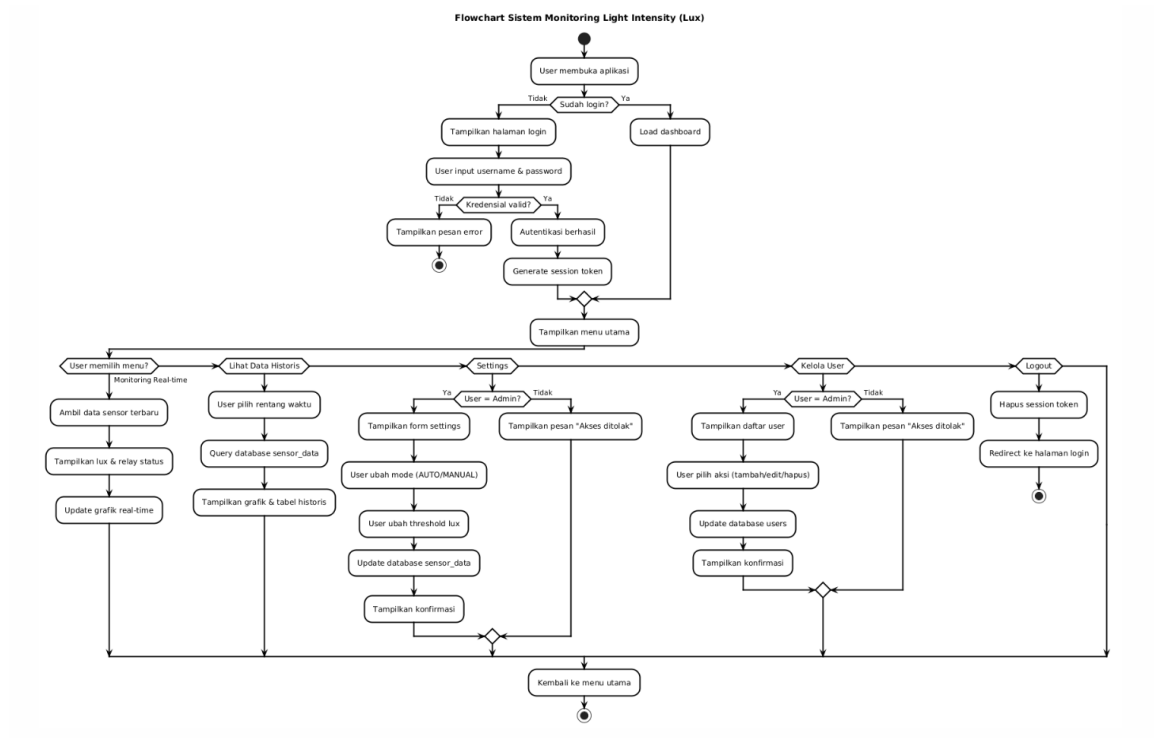 Flowchart Sistem Monitoring Light Intensity (Lux)
User membuka aplikasi
Tidak
Sudah login?
Ya
Tampilkan halaman login
Load dashboard
User input username & password
Tidak
Kredensial valid?
Ya
Tampilkan pesan error
Autentikasi berhasil
Generate session token
Tampilkan menu utama
User memilih menu?
Lihat Data Historis
Settings
Kelola User
Logout
Monitoring Real-time
Ambil data sensor terbaru
Tampilkan lux & relay status
Update grafik real-time
User pilih rentang waktu
Query database sensor_data
Tampilkan grafik & tabel historis
Ya
User = Admin?
Tidak
Tampilkan form settings
Tampilkan pesan "Akses ditolak"
User ubah mode (AUTO/MANUAL)
User ubah threshold lux
Update database sensor_data
Tampilkan konfirmasi
Ya
User = Admin?
Tidak
Tampilkan daftar user
Tampilkan pesan "Akses ditolak"
User pilih aksi (tambah/edit/hapus)
Update database users
Tampilkan konfirmasi
Hapus session token
Redirect ke halaman login
Kembali ke menu utama